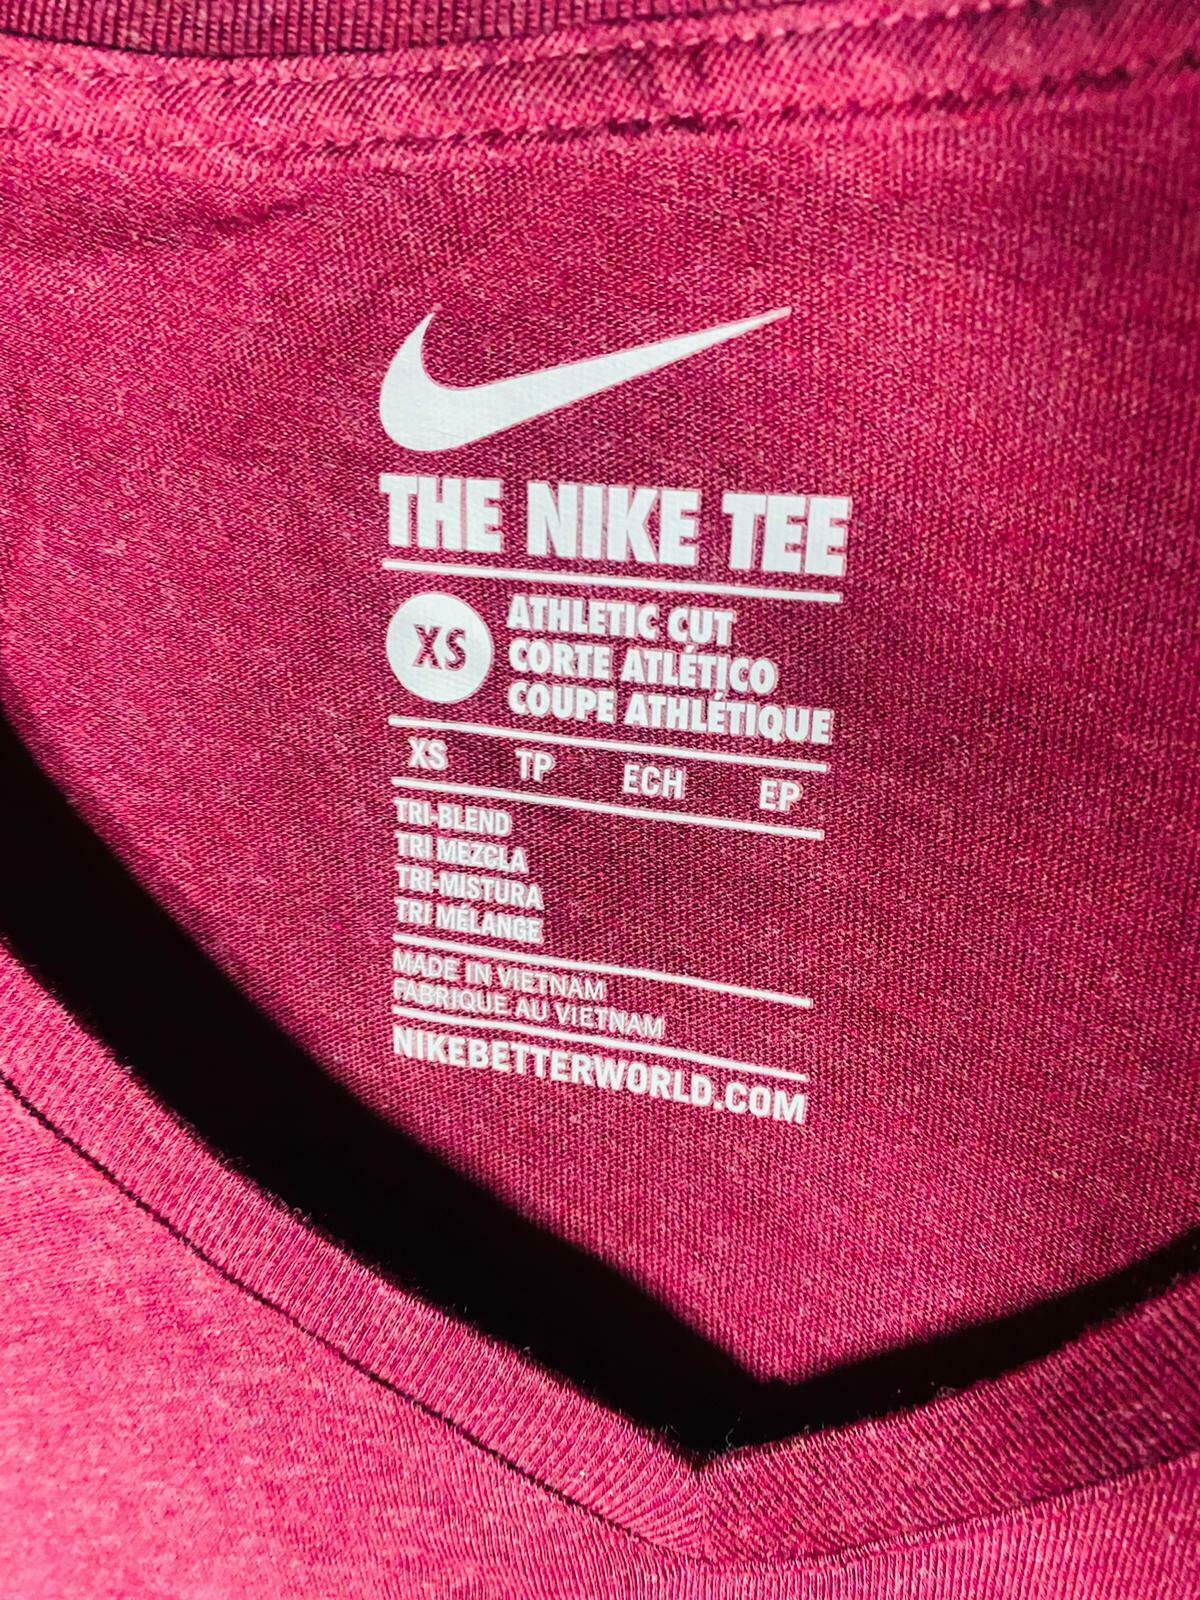 THE NIKE TEE
XS
ATHLETIC CUT
CORTE ATLÉTICO
COUPE ATHLÉTIQUE
XS TP ECH EP
TRI-BLEND
TRI MEZCLA
TRI-MISTURA
TRI MÉLANGE
MADE IN VIETNAM
FABRIQUE AU VIETNAM
NIKEBETTERWORLD.COM